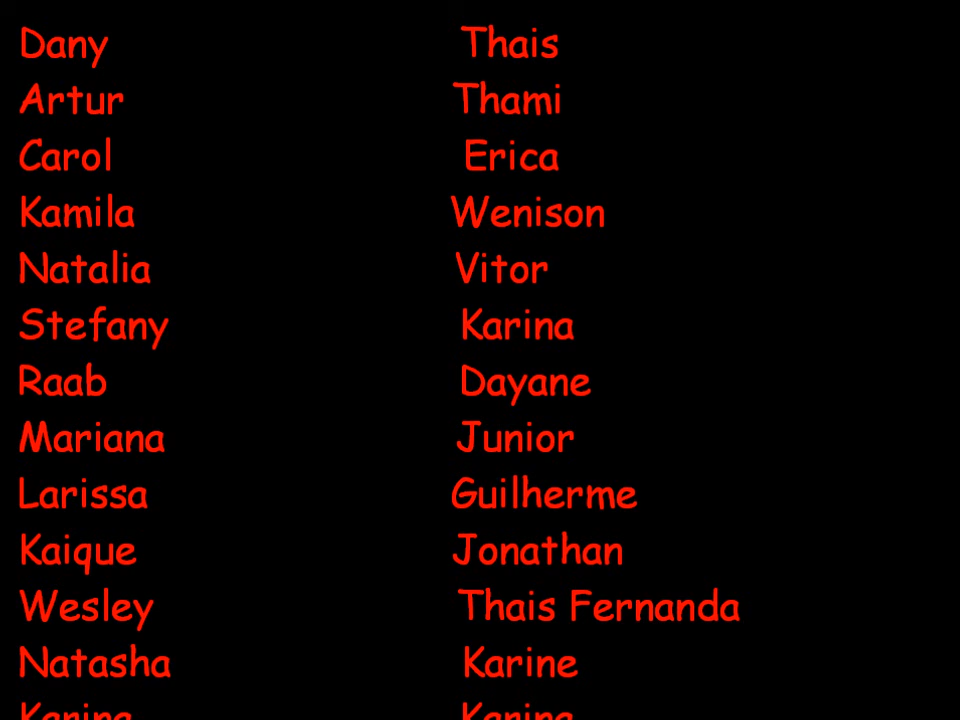 Dany Thais
Artur Thami
Carol Erica
Kamila Wenison
Natalia Vitor
Stefany Karina
Raab Dayane
Mariana Junior
Larissa Guilherme
Kaique Jonathan
Wesley Thais Fernanda
Natasha Karine